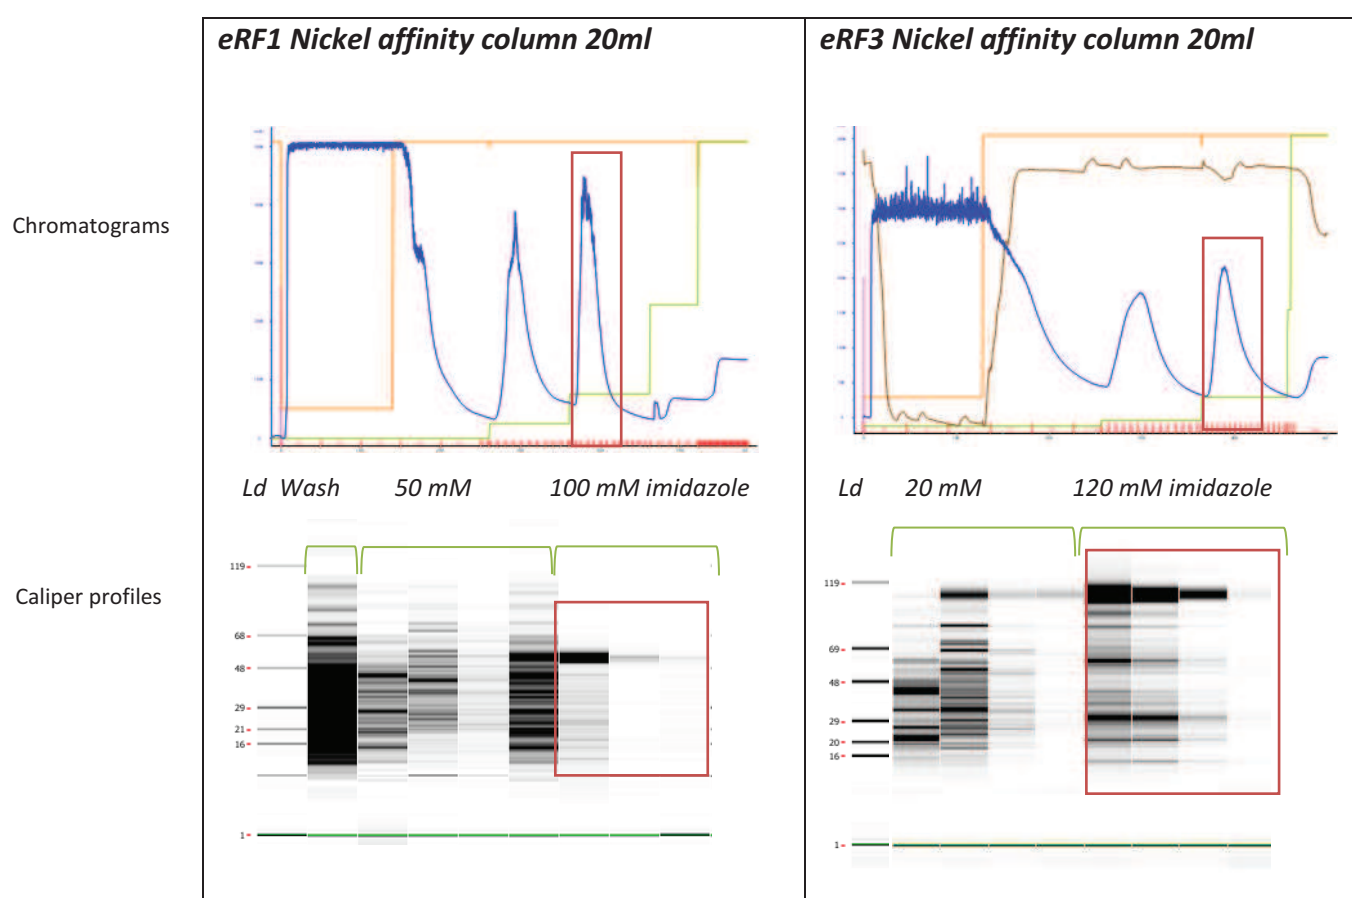 eRF1 Nickel affinity column 20ml
eRF3 Nickel affinity column 20ml
Chromatograms
Ld Wash 50 mM 100 mM imidazole
Ld 20 mM 120 mM imidazole
Caliper profiles
119
68
48
29
21
16
1
119
69
48
29
20
16
1